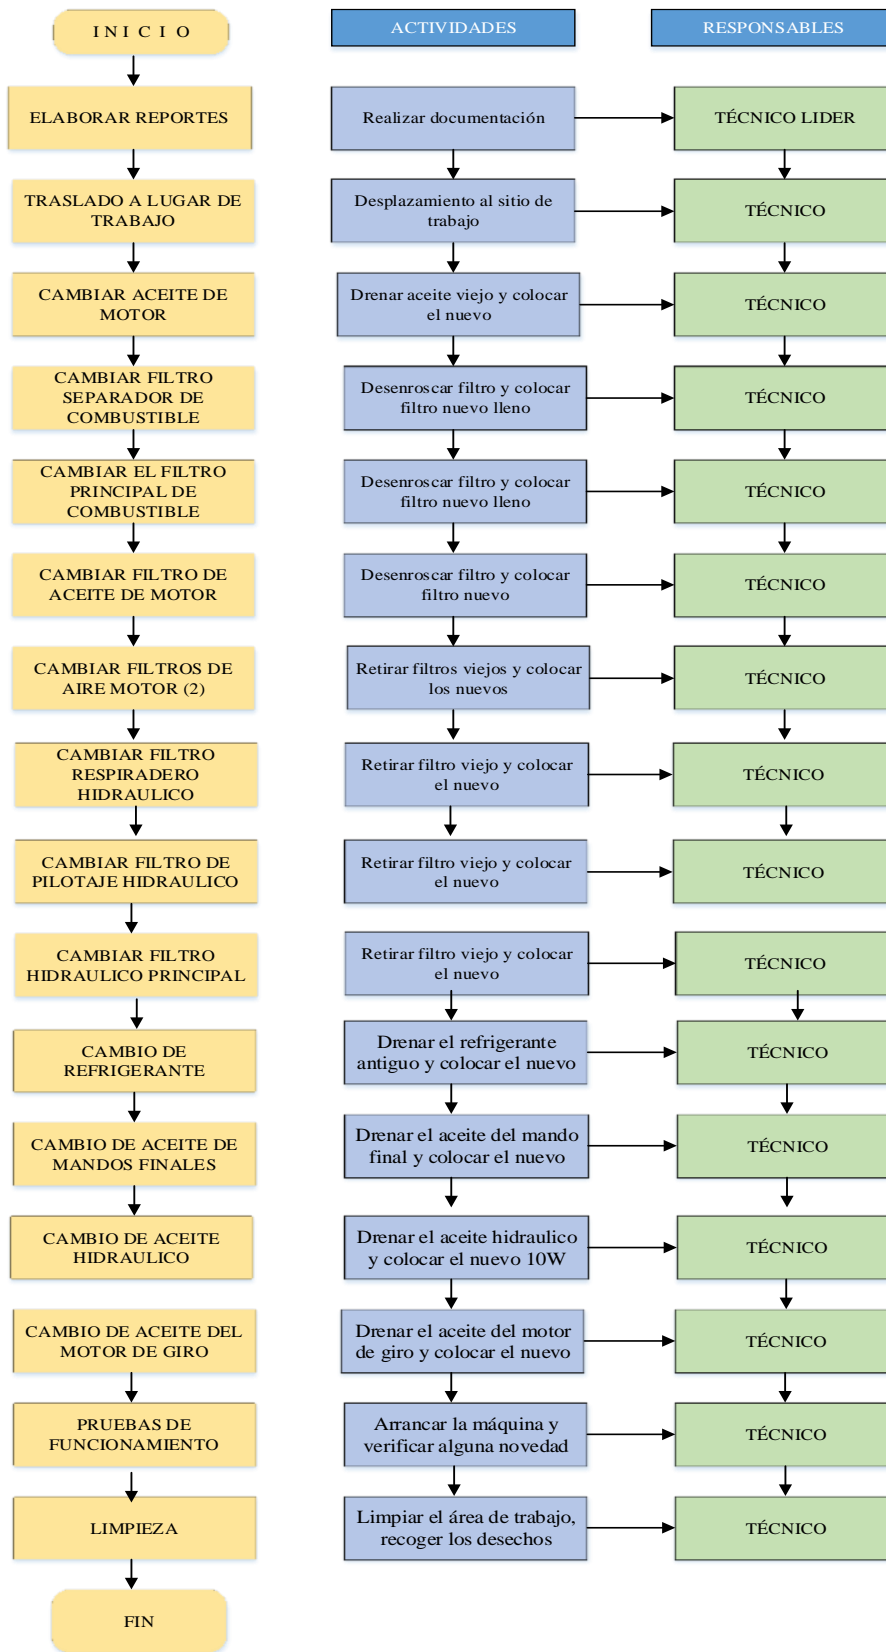 I N I C I O
ACTIVIDADES
RESPONSABLES
ELABORAR REPORTES
Realizar documentación
TÉCNICO LIDER
TRASLADO A LUGAR DE
TRABAJO
Desplazamiento al sitio de
trabajo
TÉCNICO
CAMBIAR ACEITE DE
MOTOR
Drenar aceite viejo y colocar
el nuevo
TÉCNICO
CAMBIAR FILTRO
SEPARADOR DE
COMBUSTIBLE
Desenroscar filtro y colocar
filtro nuevo lleno
TÉCNICO
CAMBIAR EL FILTRO
PRINCIPAL DE
COMBUSTIBLE
Desenroscar filtro y colocar
filtro nuevo lleno
TÉCNICO
CAMBIAR FILTRO DE
ACEITE DE MOTOR
Desenroscar filtro y colocar
filtro nuevo
TÉCNICO
CAMBIAR FILTROS DE
AIRE MOTOR (2)
Retirar filtros viejos y colocar
los nuevos
TÉCNICO
CAMBIAR FILTRO
RESPIRADERO
HIDRAULICO
Retirar filtro viejo y colocar
el nuevo
TÉCNICO
CAMBIAR FILTRO DE
PILOTAJE HIDRAULICO
Retirar filtro viejo y colocar
el nuevo
TÉCNICO
CAMBIAR FILTRO
HIDRAULICO PRINCIPAL
Retirar filtro viejo y colocar
el nuevo
TÉCNICO
CAMBIO DE
REFRIGERANTE
Drenar el refrigerante
antiguo y colocar el nuevo
TÉCNICO
CAMBIO DE ACEITE DE
MANDOS FINALES
Drenar el aceite del mando
final y colocar el nuevo
TÉCNICO
CAMBIO DE ACEITE
HIDRAULICO
Drenar el aceite hidraulico
y colocar el nuevo 10W
TÉCNICO
CAMBIO DE ACEITE DEL
MOTOR DE GIRO
Drenar el aceite del motor
de giro y colocar el nuevo
TÉCNICO
PRUEBAS DE
FUNCIONAMIENTO
Arrancar la máquina y
verificar alguna novedad
TÉCNICO
LIMPIEZA
Limpiar el área de trabajo,
recoger los desechos
TÉCNICO
FIN